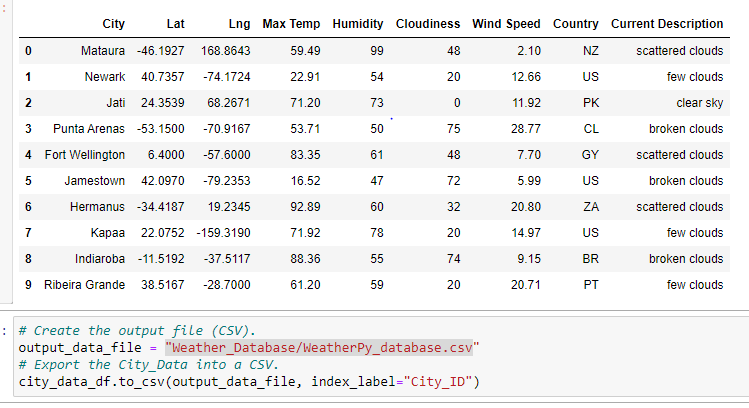 City Lat Lng Max Temp Humidity Cloudiness Wind Speed Country Current Description
0 Mataura -46.1927 168.8643 59.49 99 48 2.10 NZ scattered clouds
1 Newark 40.7357 -74.1724 22.91 54 20 12.66 US few clouds
2 Jati 24.3539 68.2671 71.20 73 0 11.92 PK clear sky
3 Punta Arenas -53.1500 -70.9167 53.71 50 75 28.77 CL broken clouds
4 Fort Wellington 6.4000 -57.6000 83.35 61 48 7.70 GY scattered clouds
5 Jamestown 42.0970 -79.2353 16.52 47 72 5.99 US broken clouds
6 Hermanus -34.4187 19.2345 92.89 60 32 20.80 ZA scattered clouds
7 Kapaa 22.0752 -159.3190 71.92 78 20 14.97 US few clouds
8 Indiaroba -11.5192 -37.5117 88.36 55 74 9.15 BR broken clouds
9 Ribeira Grande 38.5167 -28.7000 61.20 59 20 20.71 PT few clouds
: # Create the output file (CSV).
output_data_file = "Weather_Database/WeatherPy_database.csv"
# Export the City_Data into a CSV.
city_data_df.to_csv(output_data_file, index_label="City_ID")